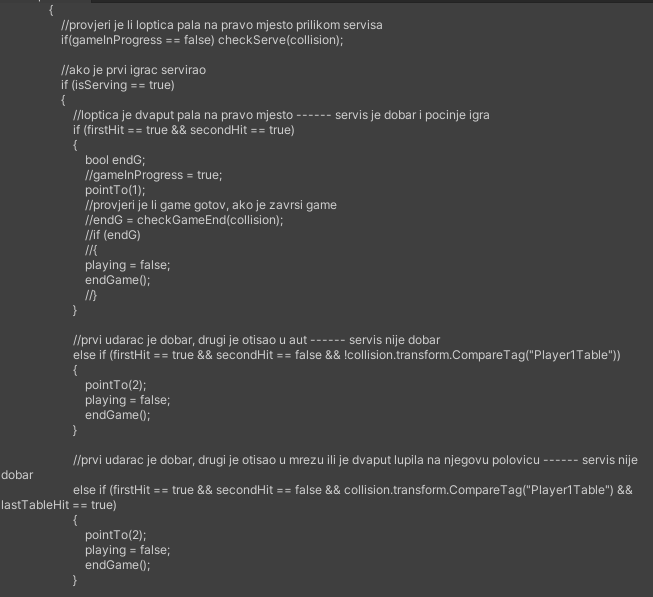 {
//provjeri je li loptica pala na pravo mjesto prilikom servisa
if(gameInProgress == false) checkServe(collision);
//ako je prvi igrac servirao
if (isServing == true)
{
//loptica je dvaput pala na pravo mjesto ------ servis je dobar i pocinje igra
if (firstHit == true && secondHit == true)
{
bool endG;
//gameInProgress = true;
pointTo(1);
//provjeri je li game gotov, ako je zavrsi game
//endG = checkGameEnd(collision);
//if (endG)
//{
playing = false;
endGame();
//}
}
//prvi udarac je dobar, drugi je otisao u aut ------ servis nije dobar
else if (firstHit == true && secondHit == false && !collision.transform.CompareTag("Player1Table"))
{
pointTo(2);
playing = false;
endGame();
}
//prvi udarac je dobar, drugi je otisao u mrezu ili je dvaput lupila na njegovu polovicu ------ servis nije
dobar
else if (firstHit == true && secondHit == false && collision.transform.CompareTag("Player1Table") &&
lastTableHit == true)
{
pointTo(2);
playing = false;
endGame();
}